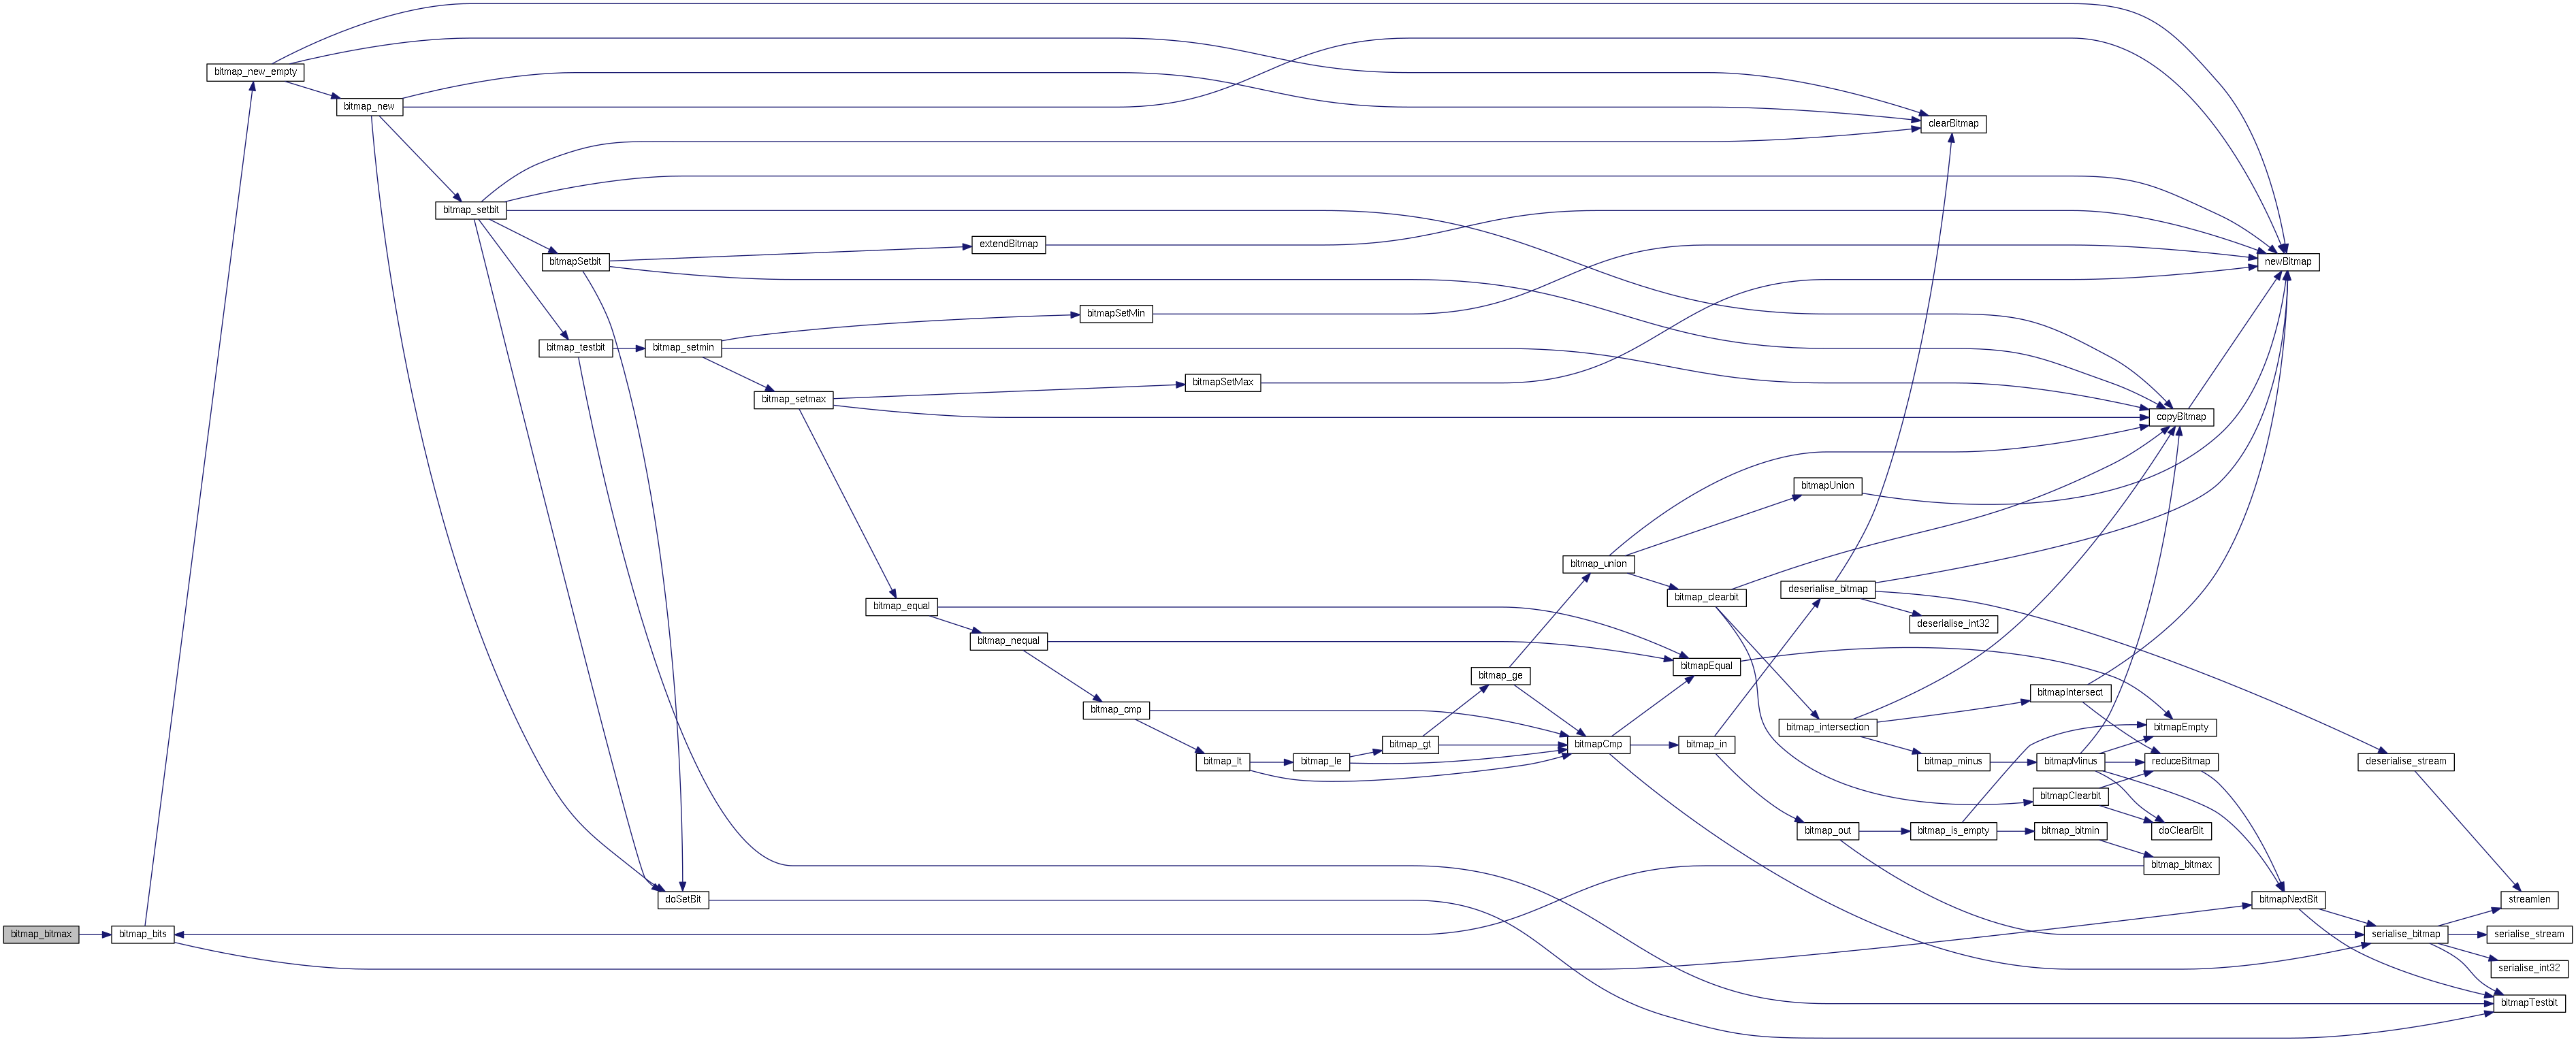 bitmap_new_empty
bitmap_new
clearBitmap
bitmap_setbit
extendBitmap
bitmapSetbit
newBitmap
bitmapSetMin
bitmap_testbit
bitmap_setmin
bitmapSetMax
bitmap_setmax
copyBitmap
bitmapUnion
bitmap_union
deserialise_bitmap
bitmap_clearbit
bitmap_equal
deserialise_int32
bitmap_nequal
bitmapEqual
bitmap_ge
bitmapIntersect
bitmap_cmp
bitmap_intersection
bitmapEmpty
bitmap_gt
bitmapCmp
bitmap_in
bitmap_lt
bitmap_le
bitmap_minus
bitmapMinus
reduceBitmap
deserialise_stream
bitmapClearbit
bitmap_out
bitmap_is_empty
bitmap_bitmin
doClearBit
bitmap_bitmax
doSetBit
bitmapNextBit
streamlen
bitmap_bitmax
bitmap_bits
serialise_bitmap
serialise_stream
serialise_int32
bitmapTestbit